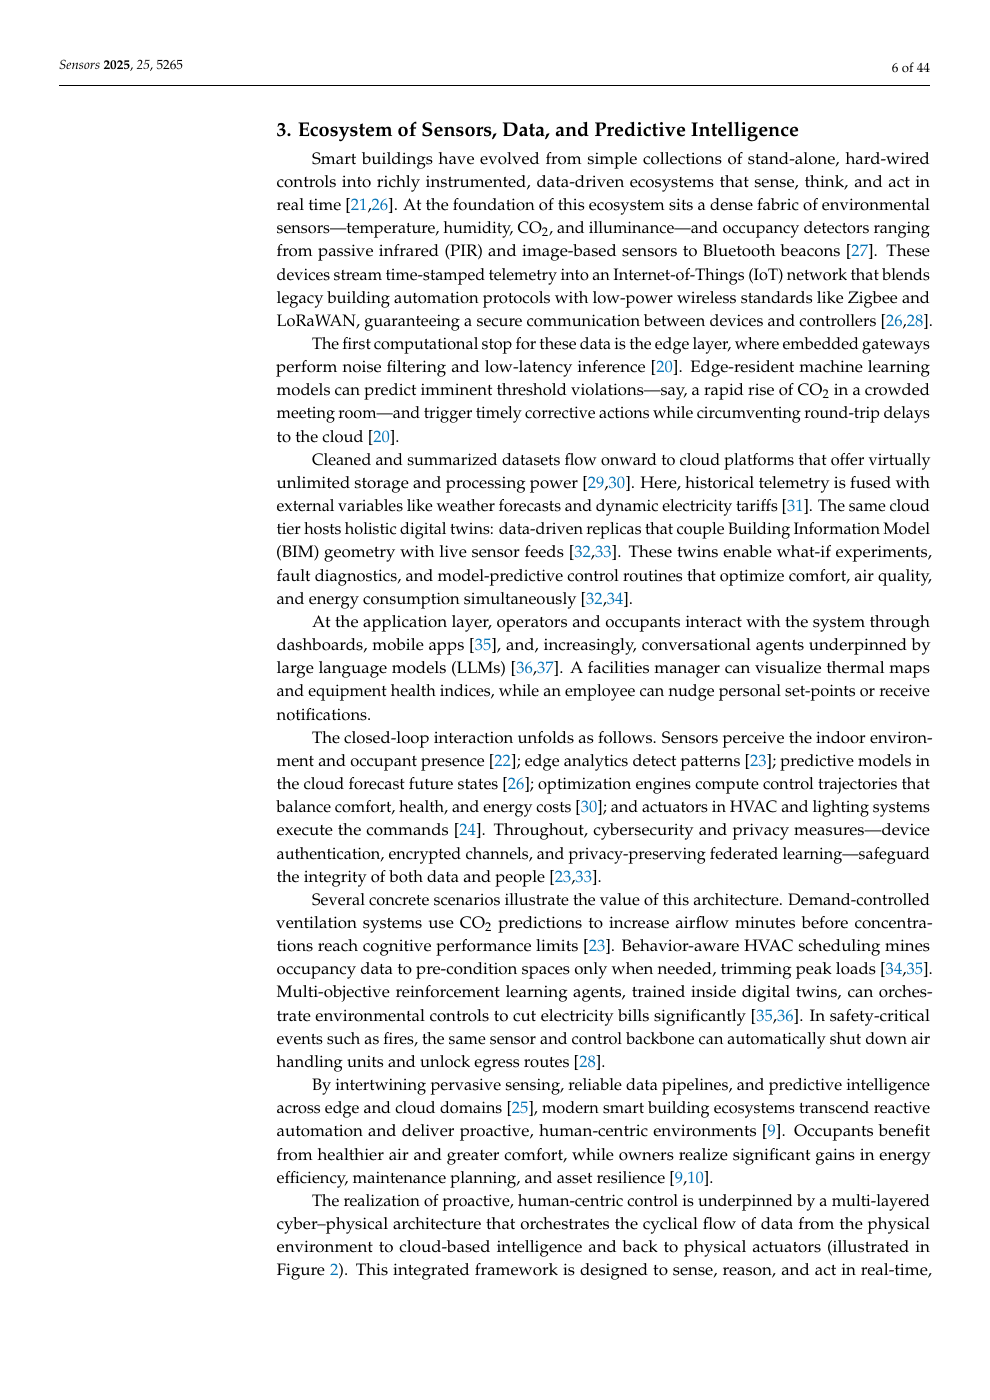 Sensors 2025, 25, 5265
6 of 44
3. Ecosystem of Sensors, Data, and Predictive Intelligence
Smart buildings have evolved from simple collections of stand-alone, hard-wired
controls into richly instrumented, data-driven ecosystems that sense, think, and act in
real time [21,26]. At the foundation of this ecosystem sits a dense fabric of environmental
sensors—temperature, humidity, CO₂, and illuminance—and occupancy detectors ranging
from passive infrared (PIR) and image-based sensors to Bluetooth beacons [27]. These
devices stream time-stamped telemetry into an Internet-of-Things (IoT) network that blends
legacy building automation protocols with low-power wireless standards like Zigbee and
LoRaWAN, guaranteeing a secure communication between devices and controllers [26,28].
The first computational stop for these data is the edge layer, where embedded gateways
perform noise filtering and low-latency inference [20]. Edge-resident machine learning
models can predict imminent threshold violations—say, a rapid rise of CO₂ in a crowded
meeting room—and trigger timely corrective actions while circumventing round-trip delays
to the cloud [20].
Cleaned and summarized datasets flow onward to cloud platforms that offer virtually
unlimited storage and processing power [29,30]. Here, historical telemetry is fused with
external variables like weather forecasts and dynamic electricity tariffs [31]. The same cloud
tier hosts holistic digital twins: data-driven replicas that couple Building Information Model
(BIM) geometry with live sensor feeds [32,33]. These twins enable what-if experiments,
fault diagnostics, and model-predictive control routines that optimize comfort, air quality,
and energy consumption simultaneously [32,34].
At the application layer, operators and occupants interact with the system through
dashboards, mobile apps [35], and, increasingly, conversational agents underpinned by
large language models (LLMs) [36,37]. A facilities manager can visualize thermal maps
and equipment health indices, while an employee can nudge personal set-points or receive
notifications.
The closed-loop interaction unfolds as follows. Sensors perceive the indoor environ-
ment and occupant presence [22]; edge analytics detect patterns [23]; predictive models in
the cloud forecast future states [26]; optimization engines compute control trajectories that
balance comfort, health, and energy costs [30]; and actuators in HVAC and lighting systems
execute the commands [24]. Throughout, cybersecurity and privacy measures—device
authentication, encrypted channels, and privacy-preserving federated learning—safeguard
the integrity of both data and people [23,33].
Several concrete scenarios illustrate the value of this architecture. Demand-controlled
ventilation systems use CO₂ predictions to increase airflow minutes before concentra-
tions reach cognitive performance limits [23]. Behavior-aware HVAC scheduling mines
occupancy data to pre-condition spaces only when needed, trimming peak loads [34,35].
Multi-objective reinforcement learning agents, trained inside digital twins, can orches-
trate environmental controls to cut electricity bills significantly [35,36]. In safety-critical
events such as fires, the same sensor and control backbone can automatically shut down air
handling units and unlock egress routes [28].
By intertwining pervasive sensing, reliable data pipelines, and predictive intelligence
across edge and cloud domains [25], modern smart building ecosystems transcend reactive
automation and deliver proactive, human-centric environments [9]. Occupants benefit
from healthier air and greater comfort, while owners realize significant gains in energy
efficiency, maintenance planning, and asset resilience [9,10].
The realization of proactive, human-centric control is underpinned by a multi-layered
cyber–physical architecture that orchestrates the cyclical flow of data from the physical
environment to cloud-based intelligence and back to physical actuators (illustrated in
Figure 2). This integrated framework is designed to sense, reason, and act in real-time,